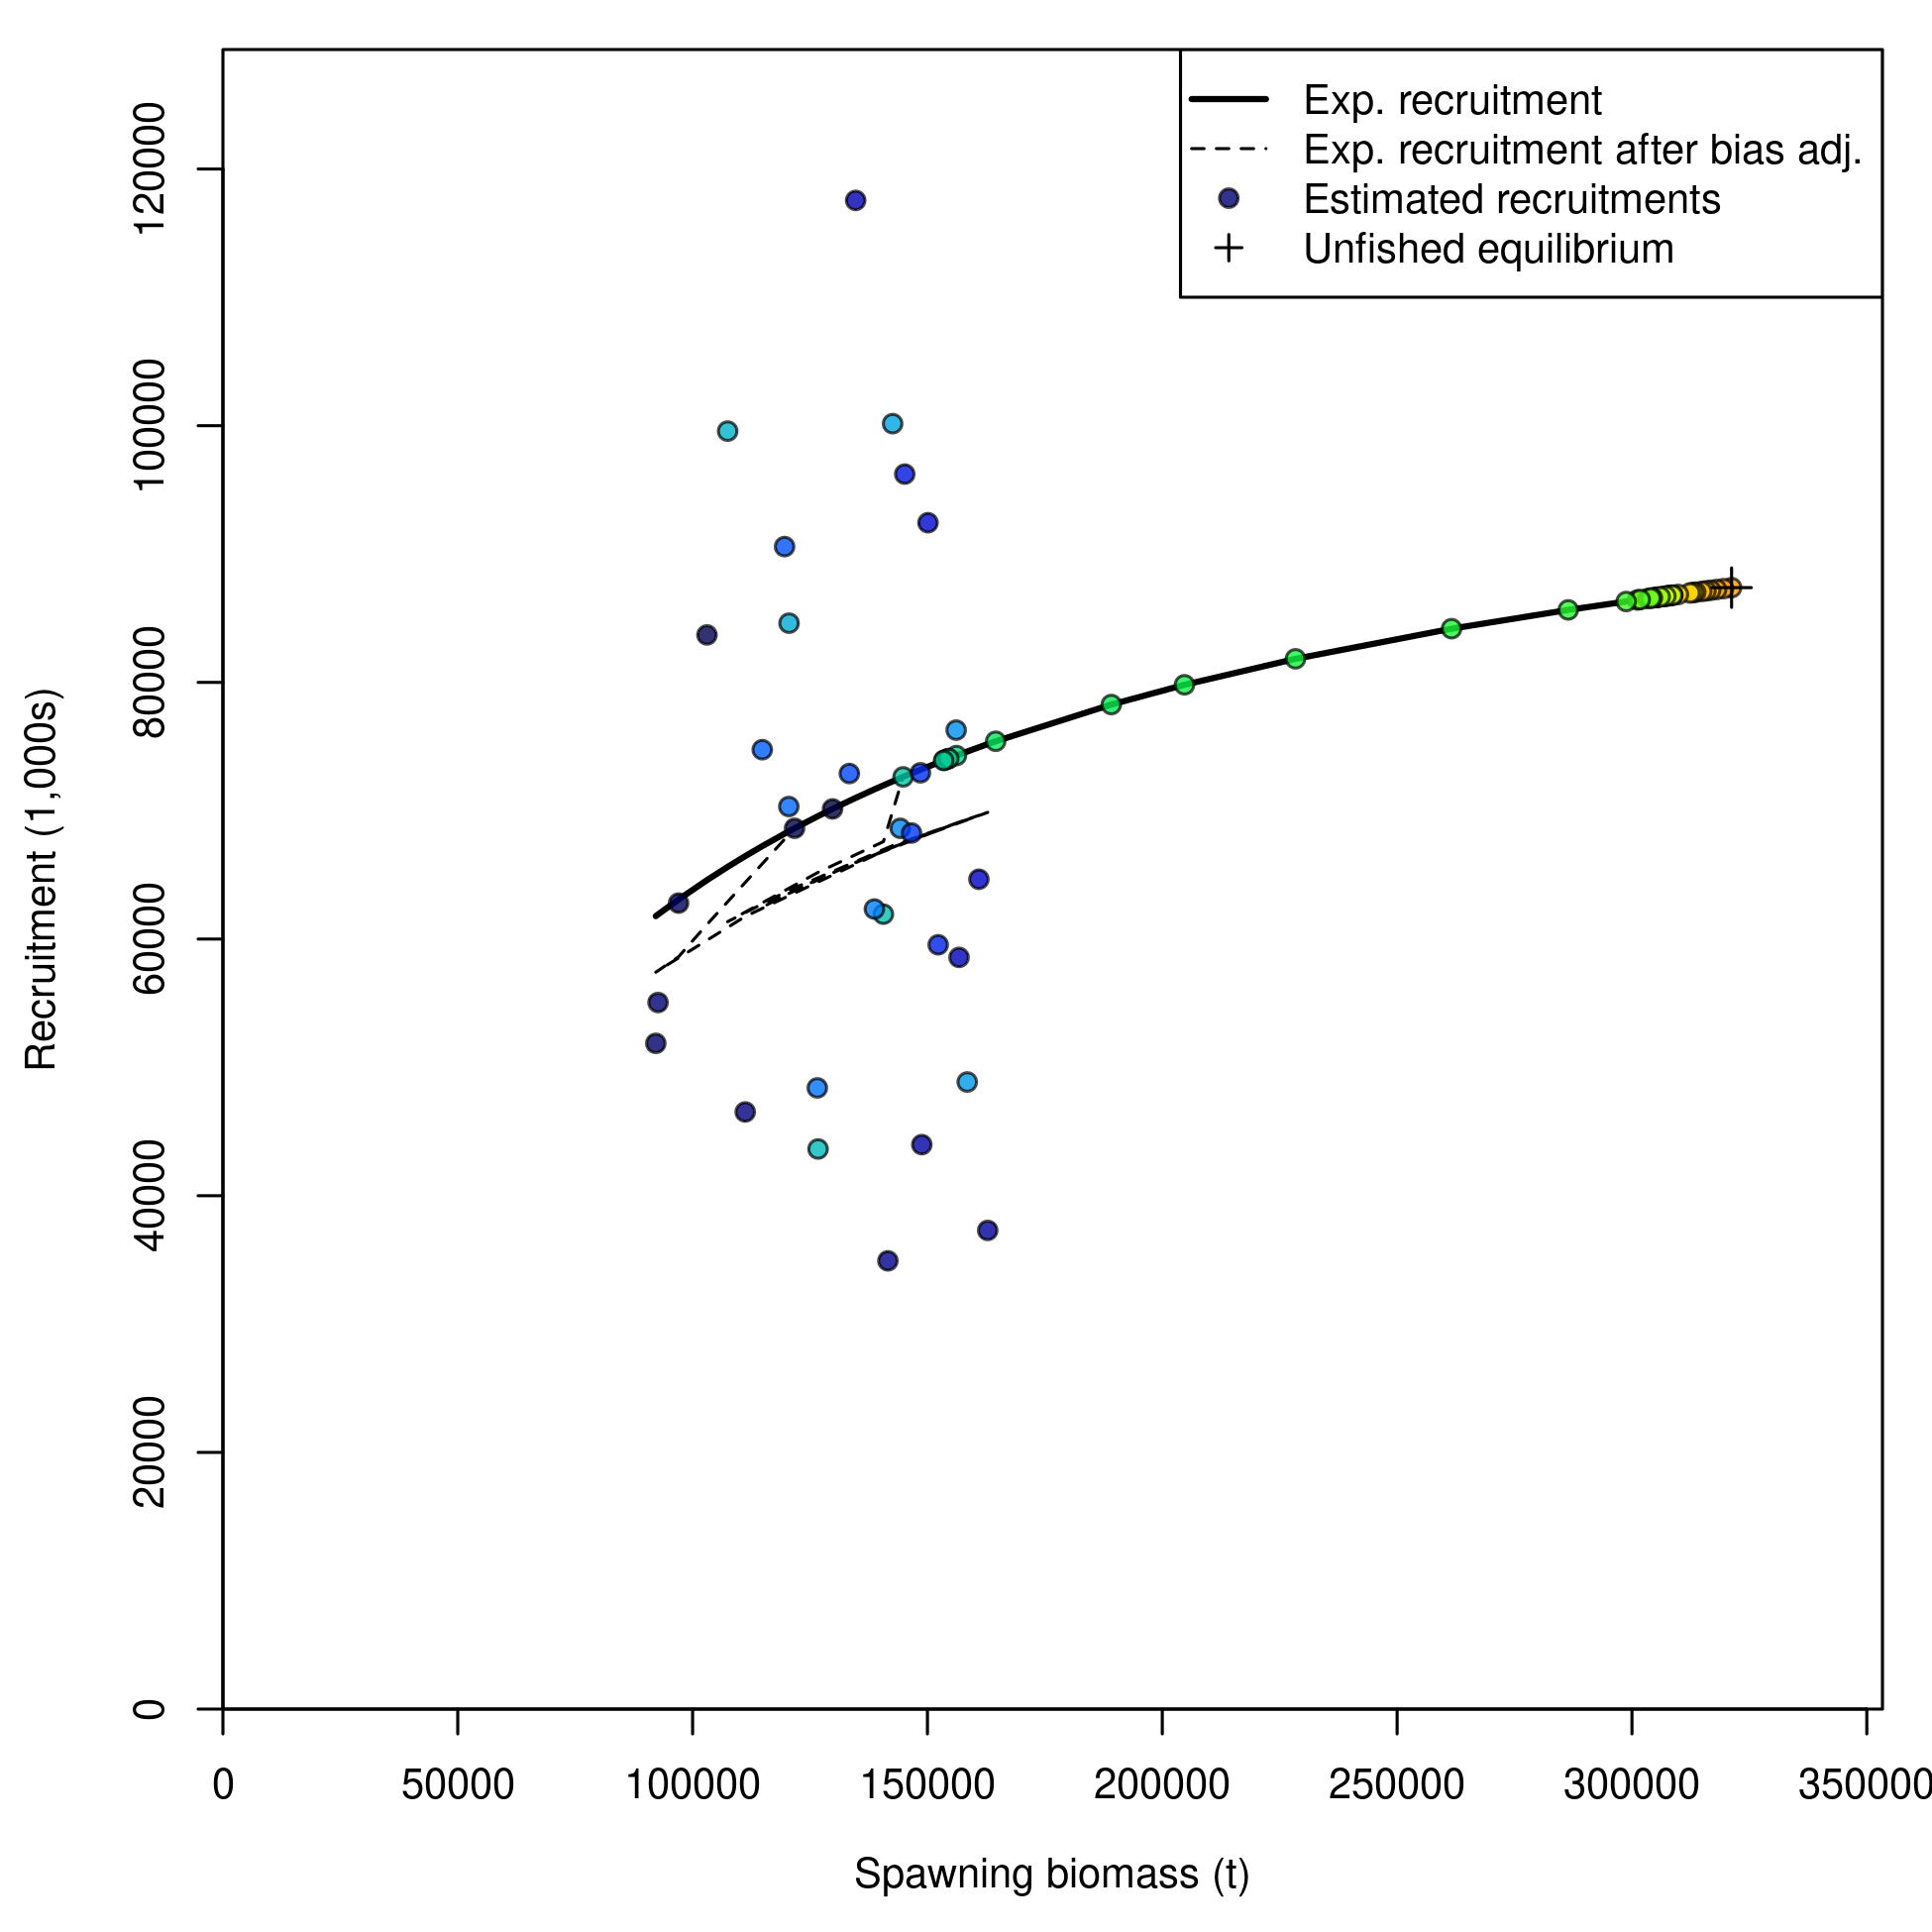 Exp. recruitment
Exp. recruitment after bias adj.
Estimated recruitments
Unfished equilibrium
Recruitment (1,000s)
120000
100000
80000
60000
40000
20000
0
0 50000 100000 150000 200000 250000 300000 350000
Spawning biomass (t)